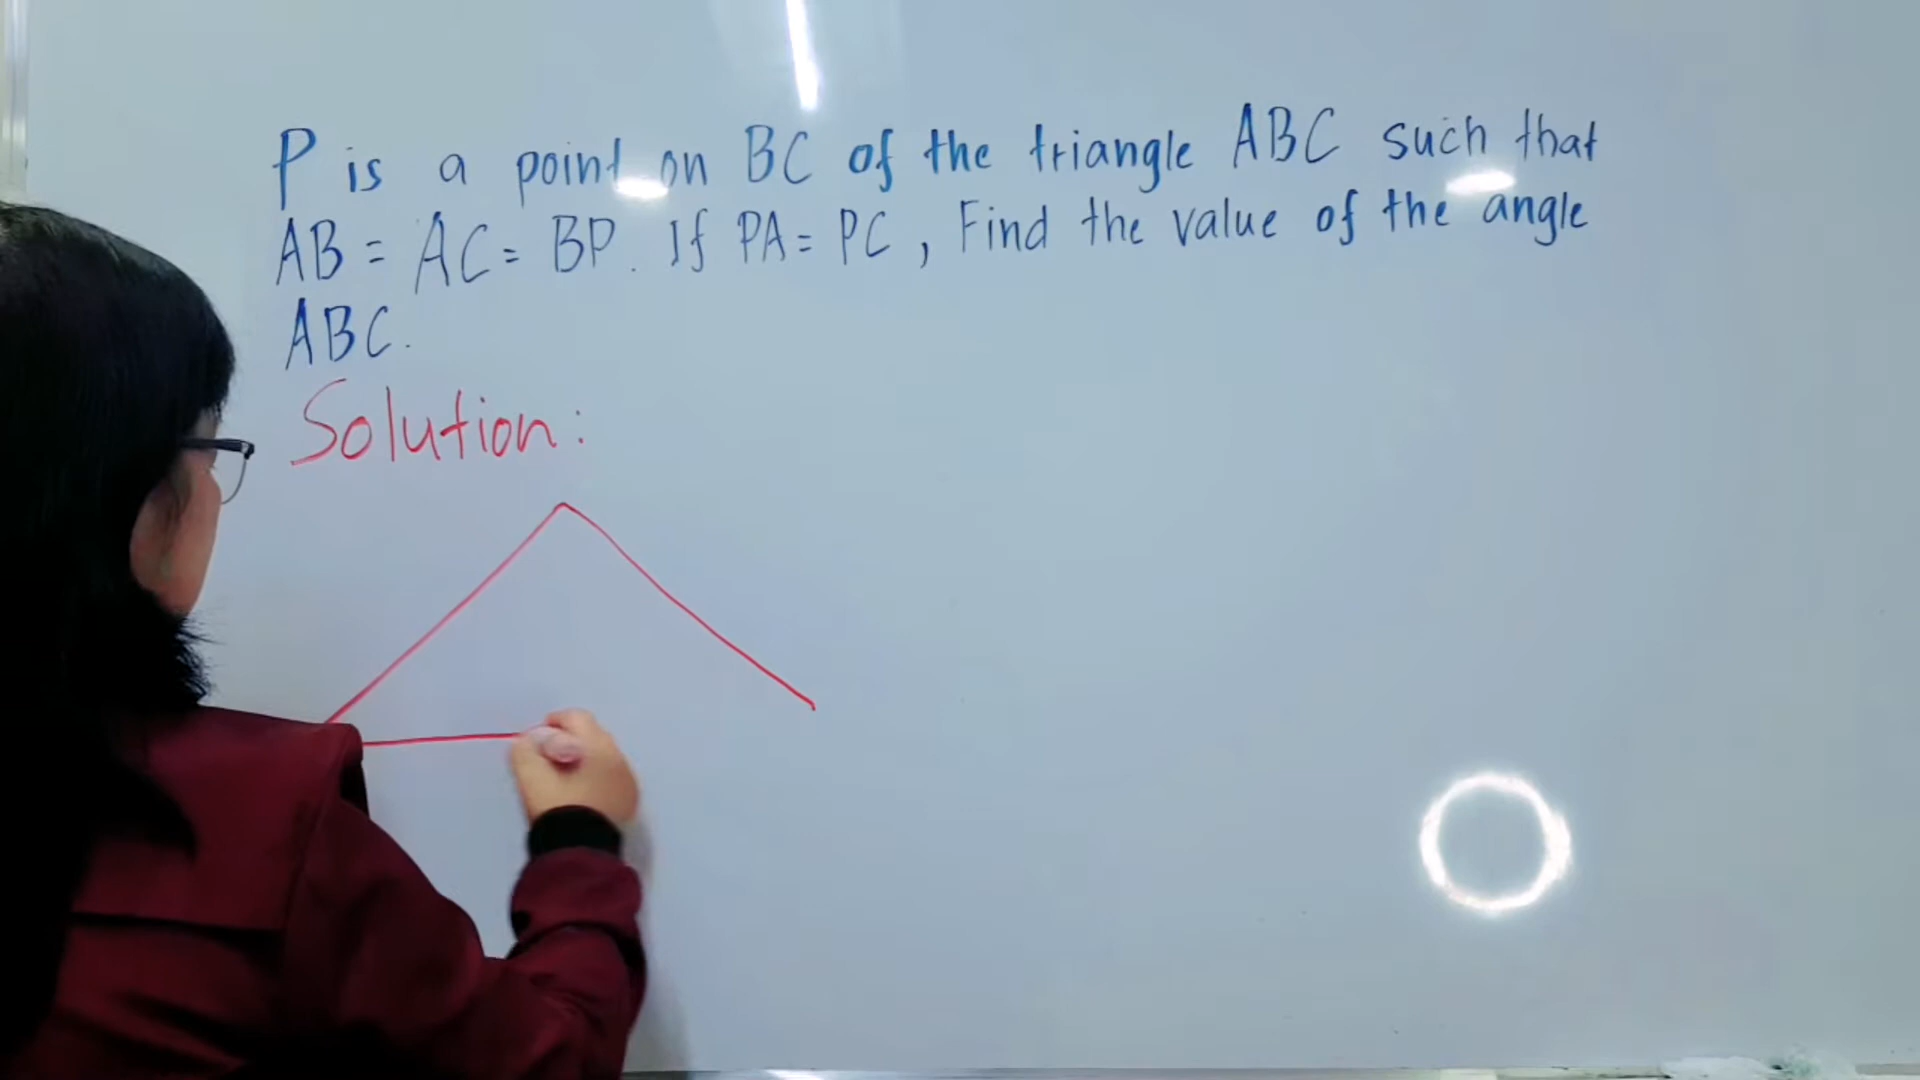 P is a point on BC of the triangle ABC such that
AB = AC = BP. If PA = PC, Find the value of the angle
ABC.
Solution: